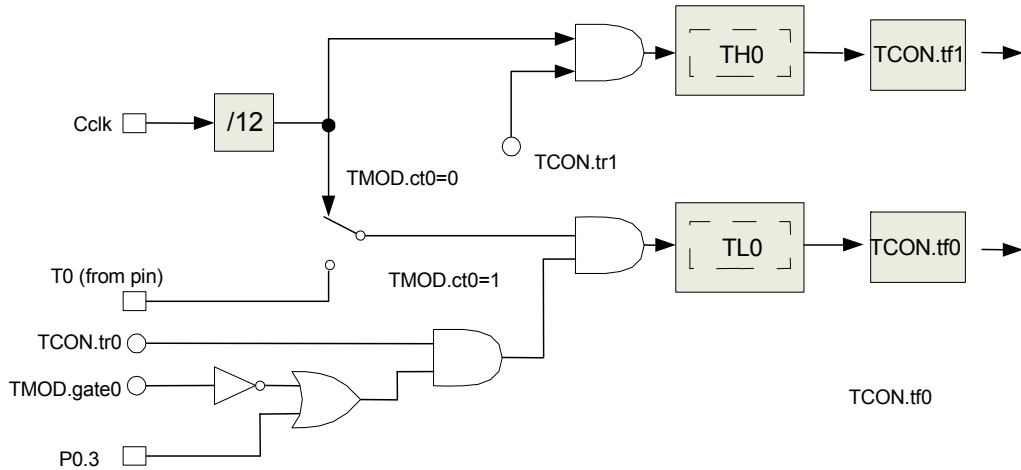 TH0
TCON.tf1
/12
Cclk
TCON.tr1
TMOD.ct0=0
TL0
TCON.tf0
T0 (from pin)
TMOD.ct0=1
TCON.tr0
TMOD.gate0
TCON.tf0
P0.3